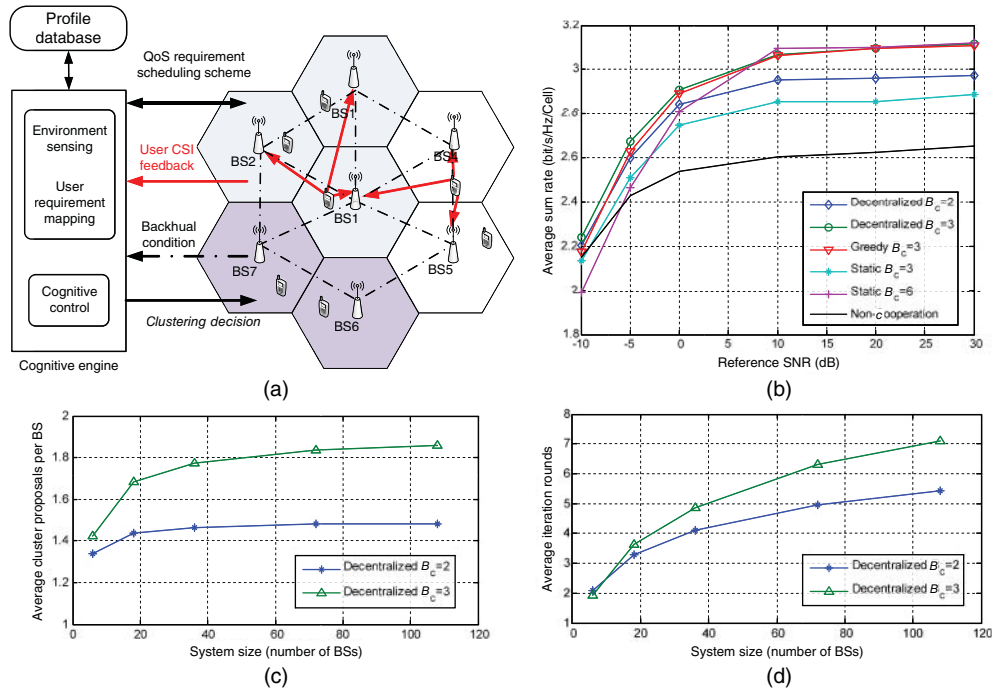 Profile
database
QoS requirement
scheduling scheme
Environment
sensing
User
requirement
mapping
User CSI
feedback
Backhual
condition
Cognitive
control
Clustering decision
Cognitive engine
BS1
BS2
BS4
BS1
BS7
BS5
BS6
(a)
Average sum rate (bit/s/Hz/Cell)
3.2
3
2.8
2.6
2.4
2.2
2
1.8
-10
-5
0
10
20
30
Reference SNR (dB)
Decentralized Bc=2
Decentralized Bc=3
Greedy Bc=3
Static Bc=3
Static Bc=6
Non-cooperation
(b)
Average cluster proposals per BS
2
1.8
1.6
1.4
1.2
1
0
20
40
60
80
100
120
System size (number of BSs)
Decentralized Bc=2
Decentralized Bc=3
(c)
Average iteration rounds
8
7
6
5
4
3
2
1
0
20
40
60
80
100
120
System size (number of BSs)
Decentralized Bc=2
Decentralized Bc=3
(d)